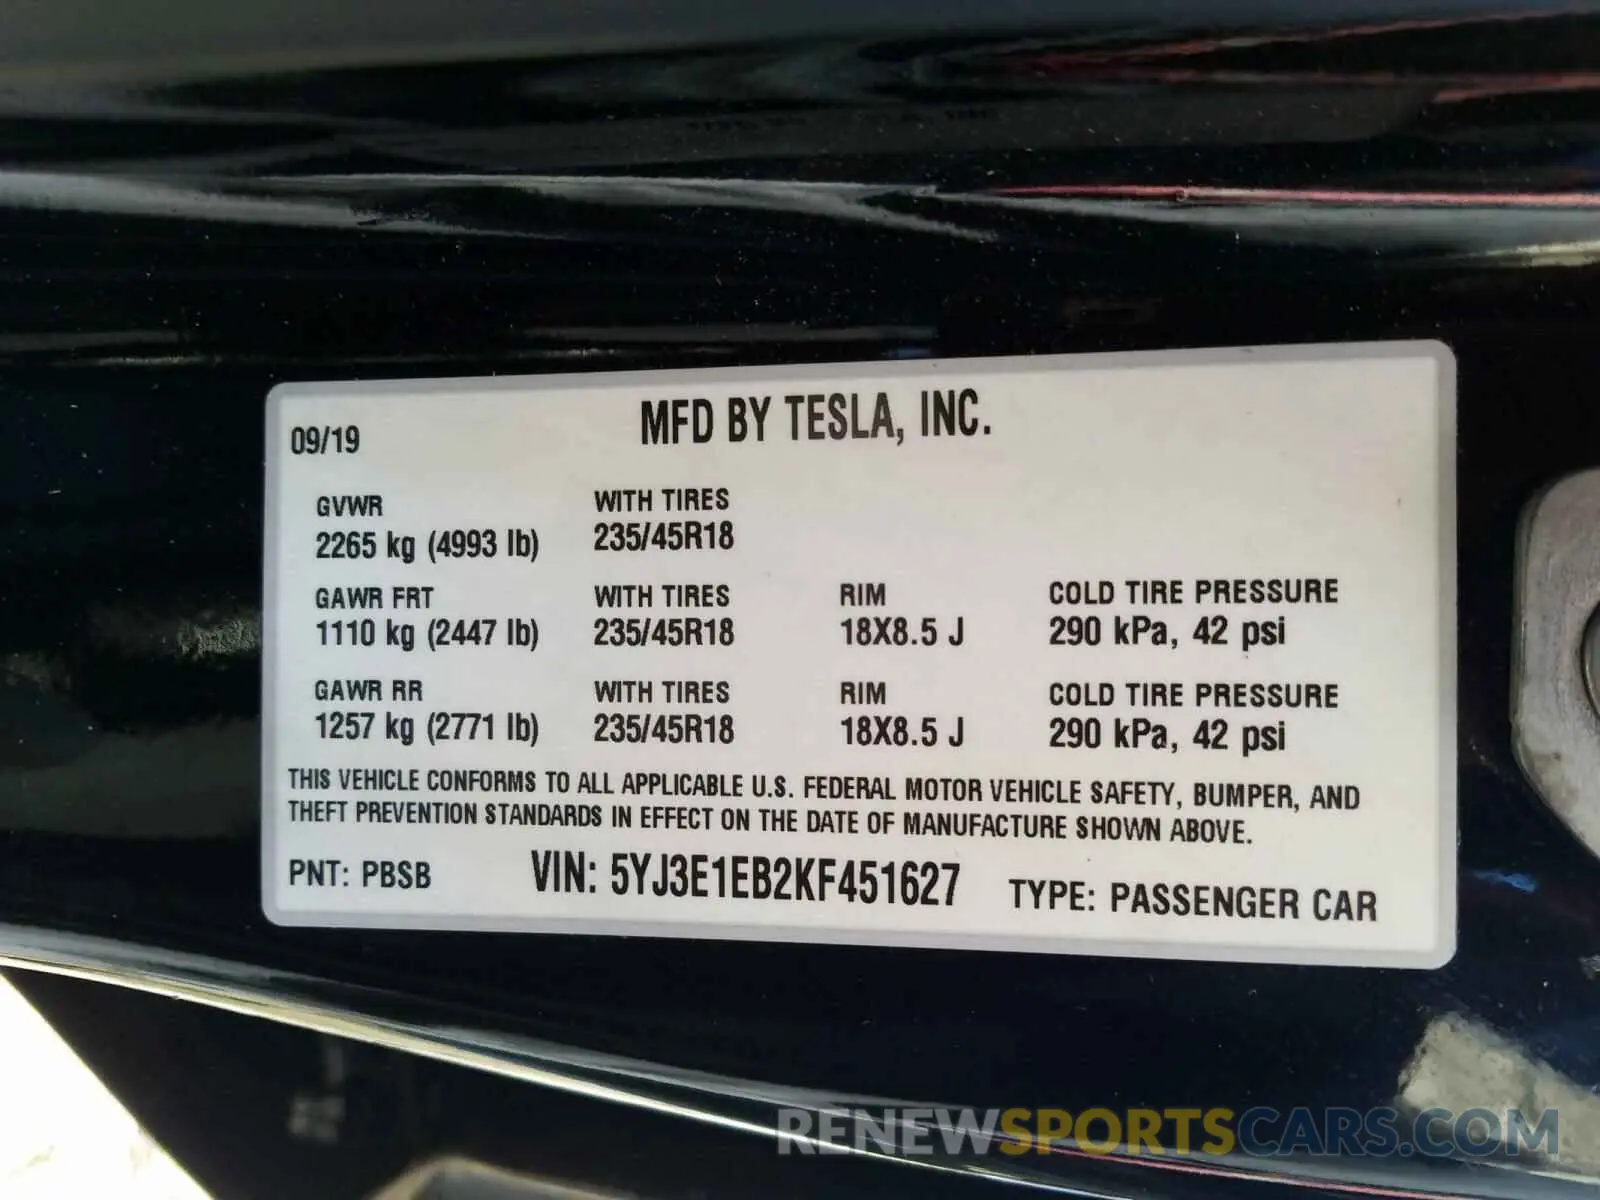 MFD BY TESLA, INC.
09/19
GVWR WITH TIRES
2265 kg (4993 lb) 235/45R18
GAWR FRT WITH TIRES RIM COLD TIRE PRESSURE
1110 kg (2447 lb) 235/45R18 18X8.5 J 290 kPa, 42 psi
GAWR RR WITH TIRES RIM COLD TIRE PRESSURE
1257 kg (2771 lb) 235/45R18 18X8.5 J 290 kPa, 42 psi
THIS VEHICLE CONFORMS TO ALL APPLICABLE U.S. FEDERAL MOTOR VEHICLE SAFETY, BUMPER, AND
THEFT PREVENTION STANDARDS IN EFFECT ON THE DATE OF MANUFACTURE SHOWN ABOVE.
PNT: PBSB VIN: 5YJ3E1EB2KF451627 TYPE: PASSENGER CAR
RENEWSPORTSCARS.COM